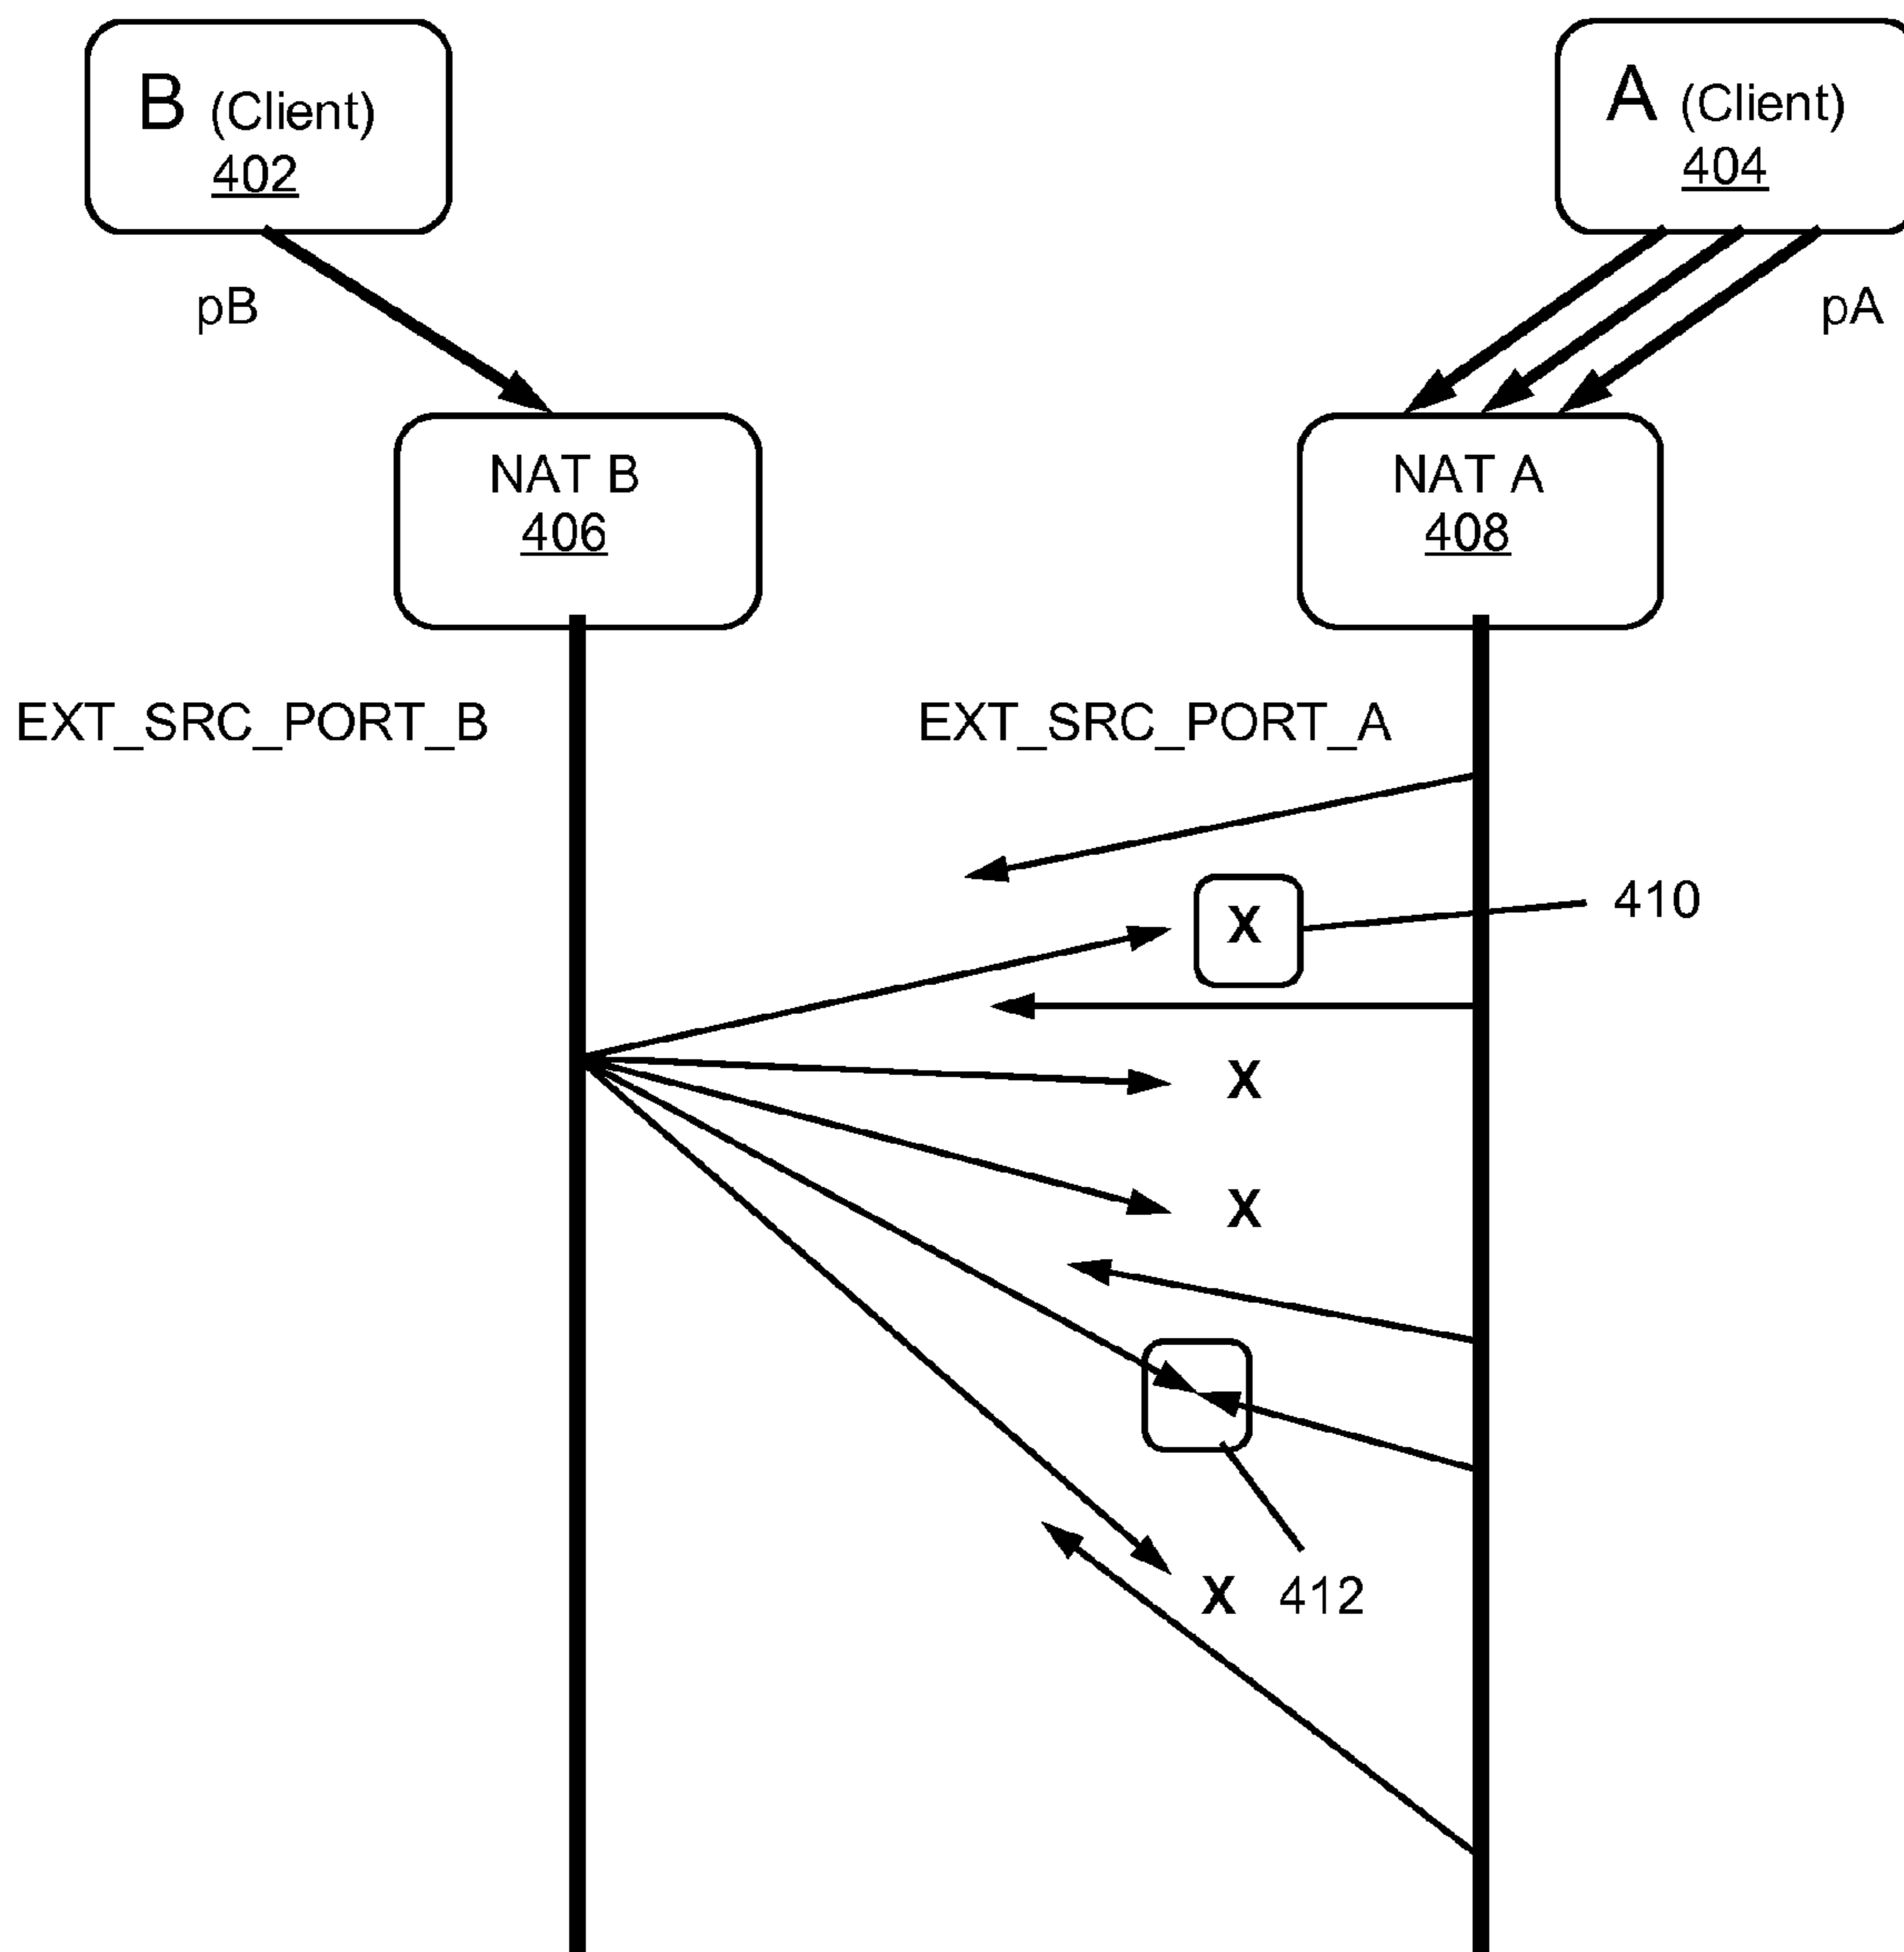 B (Client)
402
A (Client)
404
pB
pA
NAT B
406
NAT A
408
EXT_SRC_PORT_B
EXT_SRC_PORT_A
X
410
X
X
X
412